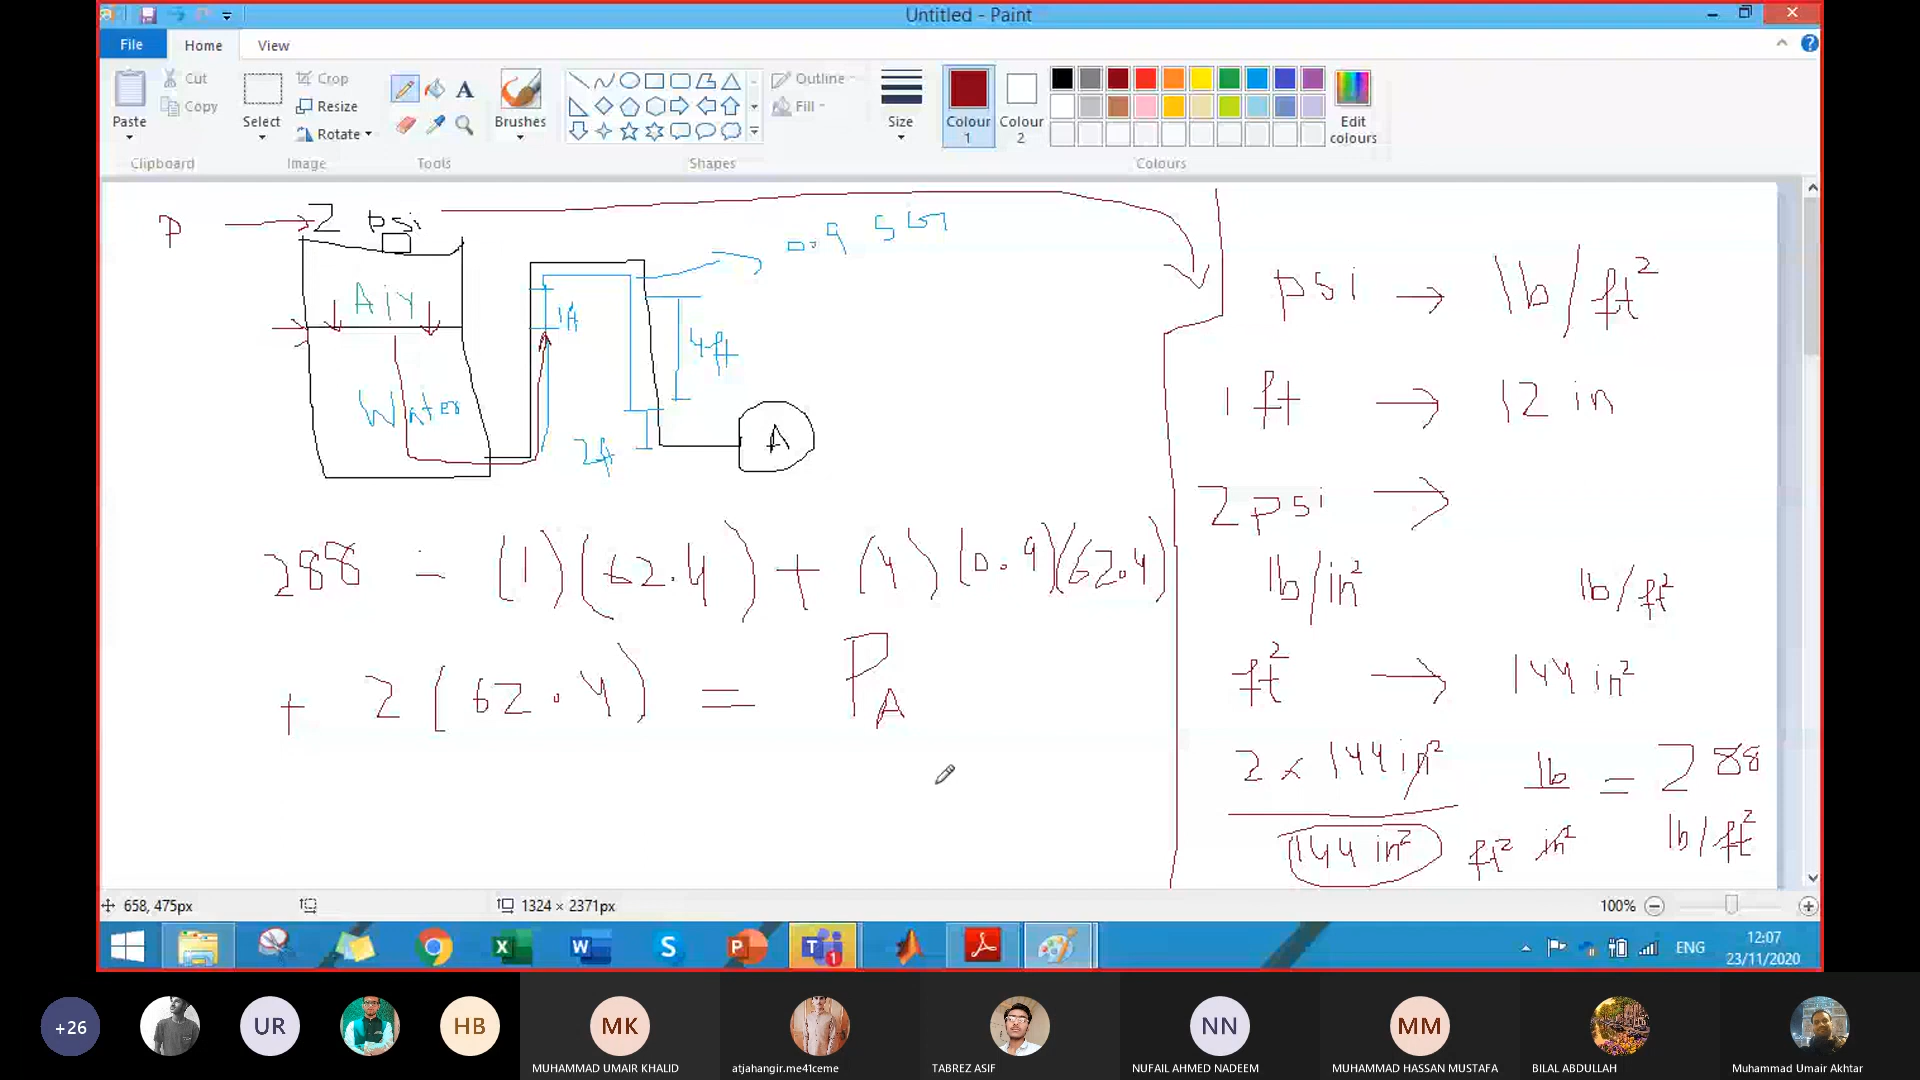 Untitled - Paint
File Home View
Paste
Cut
Copy
Clipboard
Select
Crop
Resize
Rotate
Image
Tools
Brushes
Shapes
Outline
Fill
Size
Colour 1
Colour 2
Edit colours
Colours
P → 2 psi
Air
Water
1ft
4ft
2ft
0.9
A
288 - (1)(62.4) + (4)(0.9)(62.4)
+ 2(62.4) = PA
psi → lb/ft²
1 ft → 12 in
2 psi →
lb/in² lb/ft²
ft² → 144 in²
2 × 144 in² lb = 288
144 in² ft² in² lb/ft²
658, 475px
1324 × 2371px
100%
ENG
12:07
23/11/2020
+26
UR
HB
MK
NN
MM
MUHAMMAD UMAIR KHALID
atjahangir.me41ceme
TABREZ ASIF
NUFAIL AHMED NADEEM
MUHAMMAD HASSAN MUSTAFA
BILAL ABDULLAH
Muhammad Umair Akhtar